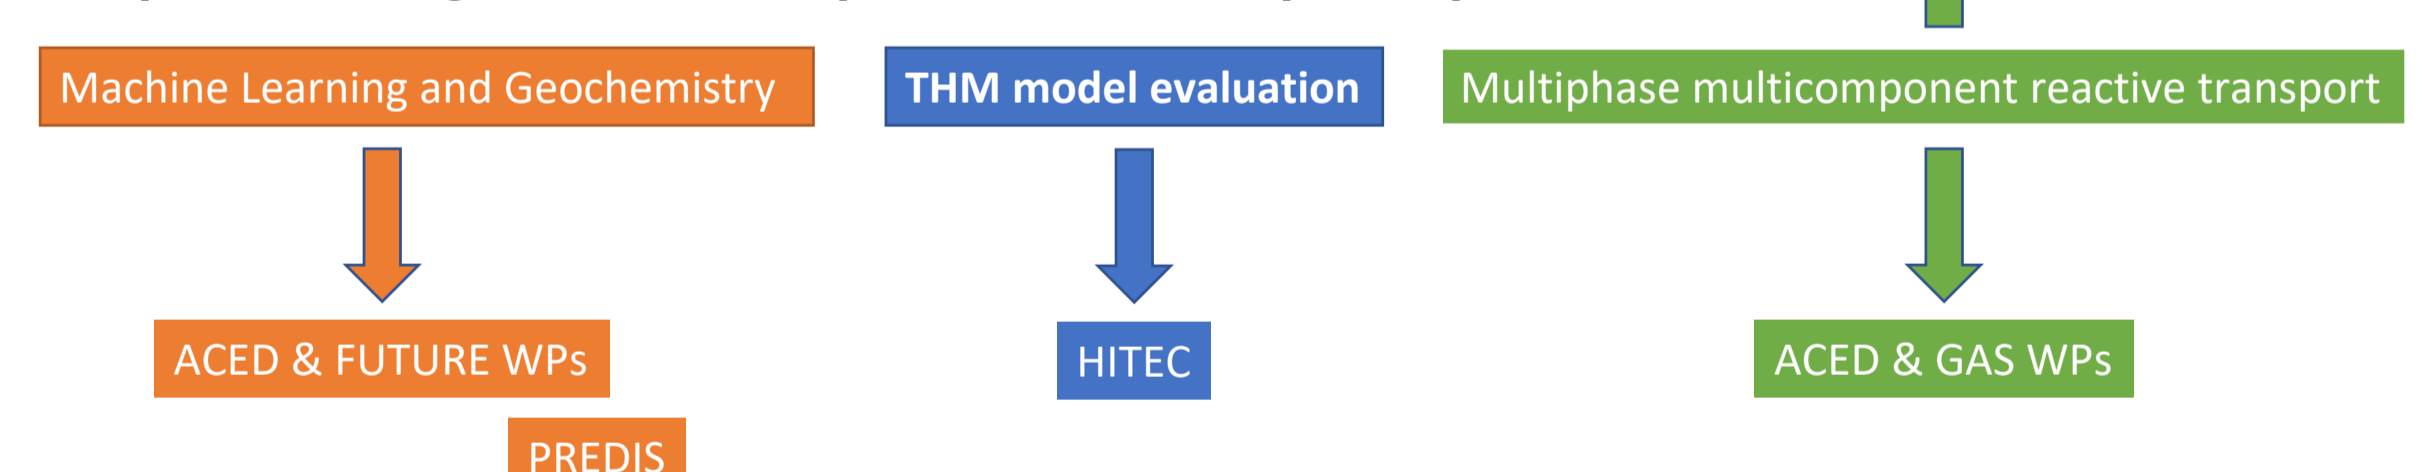 Machine Learning and Geochemistry
THM model evaluation
Multiphase multicomponent reactive transport
ACED & FUTURE WPs
HITEC
ACED & GAS WPs
PREDIS